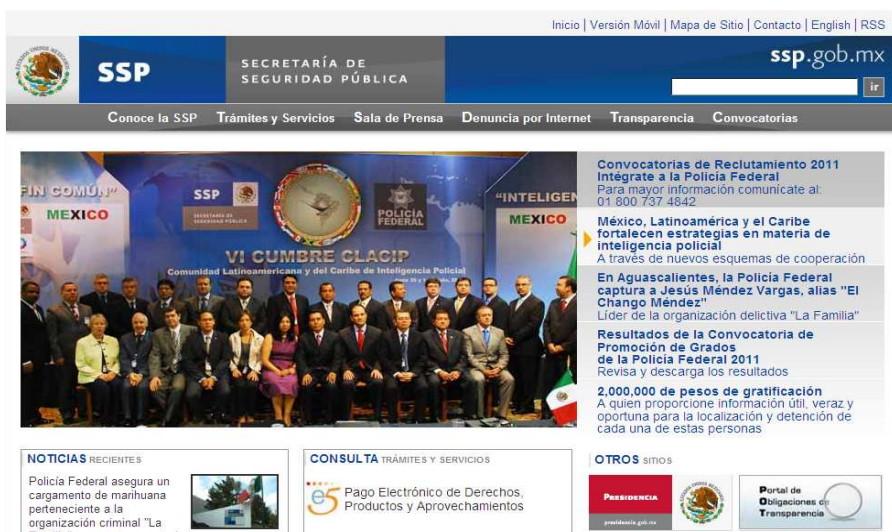 Inicio | Versión Móvil | Mapa de Sitio | Contacto | English | RSS
SSP
SECRETARÍA DE
SEGURIDAD PÚBLICA
ssp.gob.mx
ir
Conoce la SSP Trámites y Servicios Sala de Prensa Denuncia por Internet Transparencia Convocatorias
FIN COMÚN"
MEXICO
SSP
SECRETARÍA DE
SEGURIDAD PÚBLICA
POLICÍA
FEDERAL
"INTELIGEN
MEXICO
VI CUMBRE CLACIP
Comunidad Latinoamericana y del Caribe de Inteligencia Policial
Convocatorias de Reclutamiento 2011
Intégrate a la Policía Federal
Para mayor información comunícate al:
01 800 737 4842
México, Latinoamérica y el Caribe
fortalecen estrategias en materia de
inteligencia policial
A través de nuevos esquemas de cooperación
En Aguascalientes, la Policía Federal
captura a Jesús Méndez Vargas, alias "El
Chango Méndez"
Líder de la organización delictiva "La Familia"
Resultados de la Convocatoria de
Promoción de Grados
de la Policía Federal 2011
Revisa y descarga los resultados
2,000,000 de pesos de gratificación
A quien proporcione información útil, veraz y
oportuna para la localización y detención de
cada una de estas personas
NOTICIAS RECIENTES
Policía Federal asegura un
cargamento de marihuana
perteneciente a la
organización criminal "La
CONSULTA TRÁMITES Y SERVICIOS
e5 Pago Electrónico de Derechos,
Productos y Aprovechamientos
OTROS SITIOS
PRESIDENCIA
presidencia.gob.mx
Portal de
Obligaciones de
Transparencia